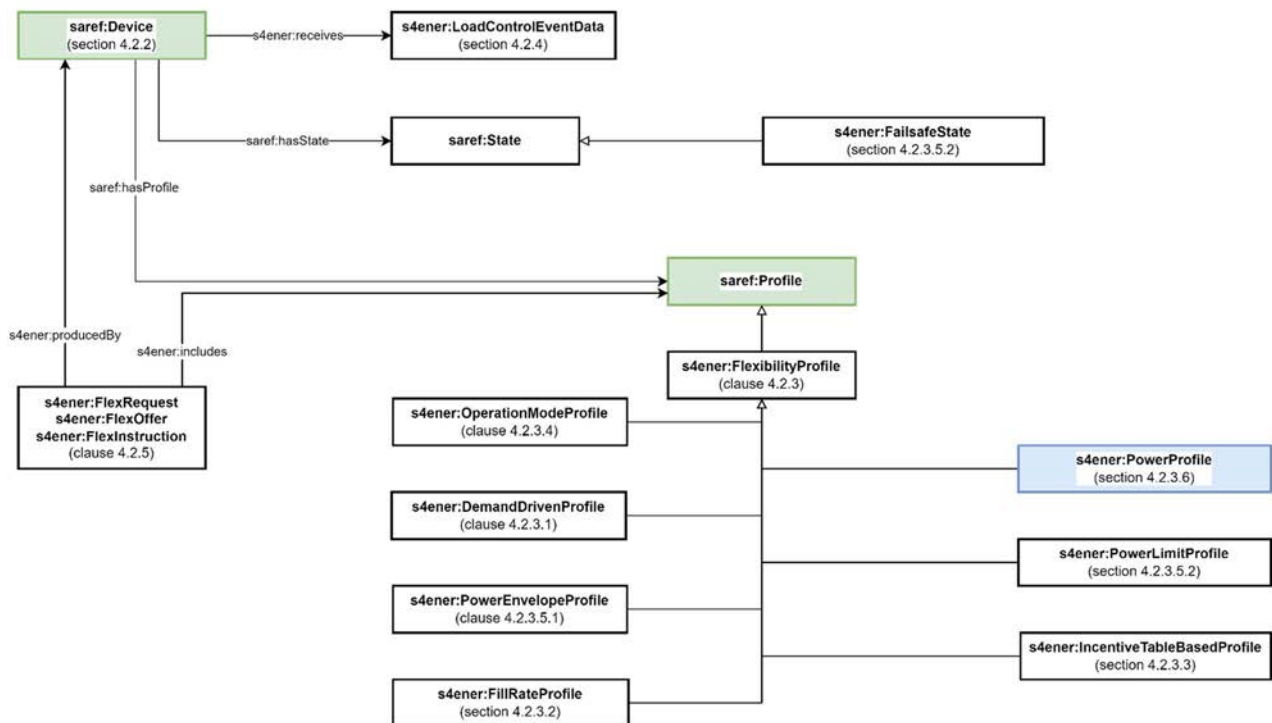 saref:Device
(section 4.2.2)
s4ener:receives
s4ener:LoadControlEventData
(section 4.2.4)
saref:hasState
saref:State
s4ener:FailsafeState
(section 4.2.3.5.2)
saref:hasProfile
saref:Profile
s4ener:producedBy
s4ener:includes
s4ener:FlexibilityProfile
(clause 4.2.3)
s4ener:FlexRequest
s4ener:FlexOffer
s4ener:FlexInstruction
(clause 4.2.5)
s4ener:OperationModeProfile
(clause 4.2.3.4)
s4ener:PowerProfile
(section 4.2.3.6)
s4ener:DemandDrivenProfile
(clause 4.2.3.1)
s4ener:PowerLimitProfile
(section 4.2.3.5.2)
s4ener:PowerEnvelopeProfile
(clause 4.2.3.5.1)
s4ener:IncentiveTableBasedProfile
(section 4.2.3.3)
s4ener:FillRateProfile
(section 4.2.3.2)